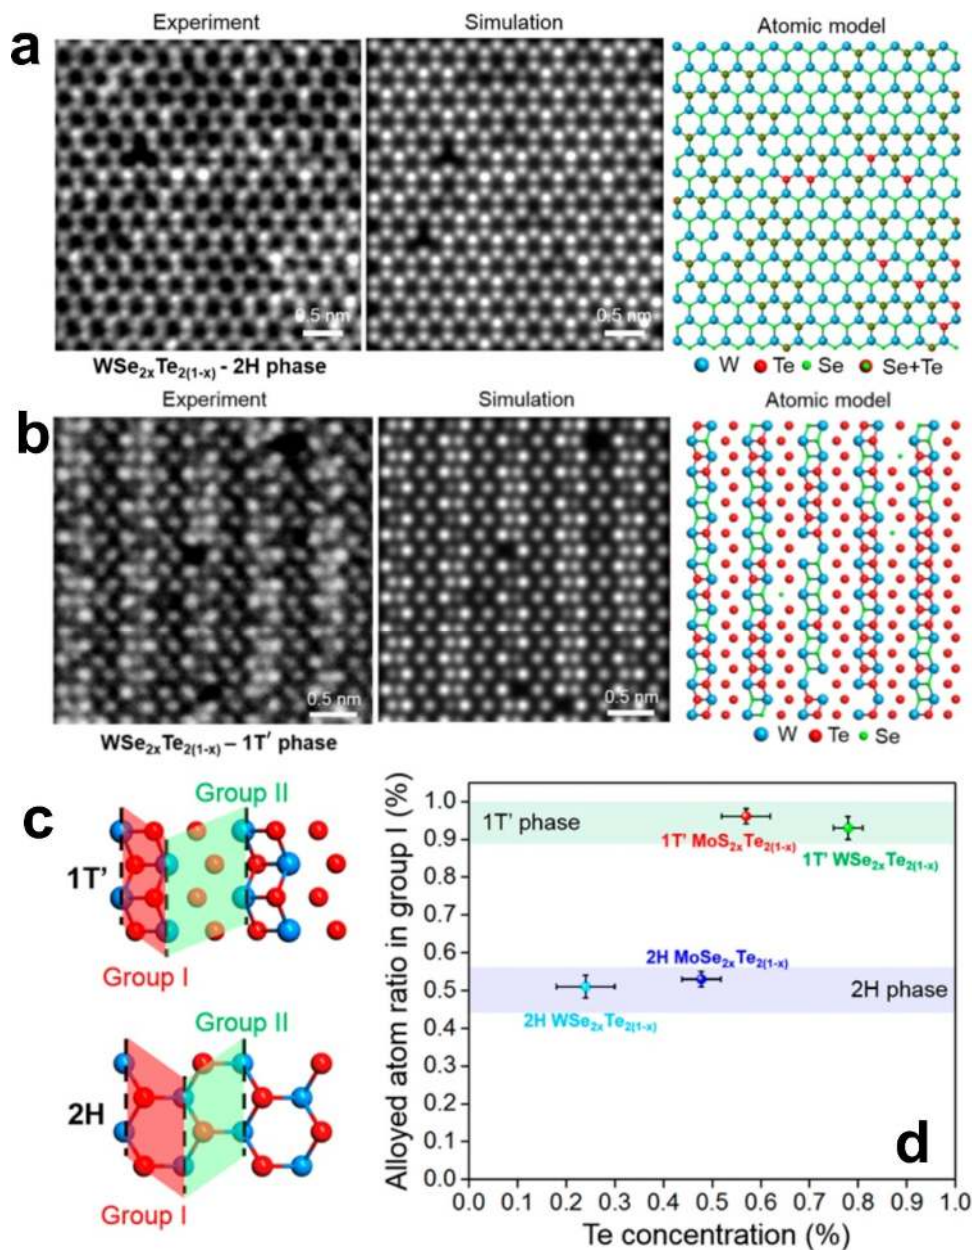 a
Experiment
Simulation
Atomic model
0.5 nm
0.5 nm
W Te Se Se+Te
WSe₂ₓTe₂₍₁₋ₓ₎ - 2H phase
b
Experiment
Simulation
Atomic model
0.5 nm
0.5 nm
W Te Se
WSe₂ₓTe₂₍₁₋ₓ₎ – 1T′ phase
c
Group II
1T’
Group I
Group II
2H
Group I
Alloyed atom ratio in group I (%)
1.0
0.9
0.8
0.7
0.6
0.5
0.4
0.3
0.2
0.1
0.0
1T’ phase
1T’ MoS₂ₓTe₂₍₁₋ₓ₎
1T’ WSe₂ₓTe₂₍₁₋ₓ₎
2H MoSe₂ₓTe₂₍₁₋ₓ₎
2H phase
2H WSe₂ₓTe₂₍₁₋ₓ₎
d
0.0 0.1 0.2 0.3 0.4 0.5 0.6 0.7 0.8 0.9 1.0
Te concentration (%)